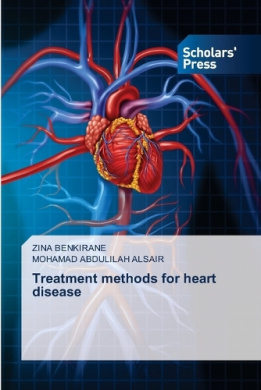 Scholars'
Press
ZINA BENKIRANE
MOHAMAD ABDULILAH ALSAIR
Treatment methods for heart
disease